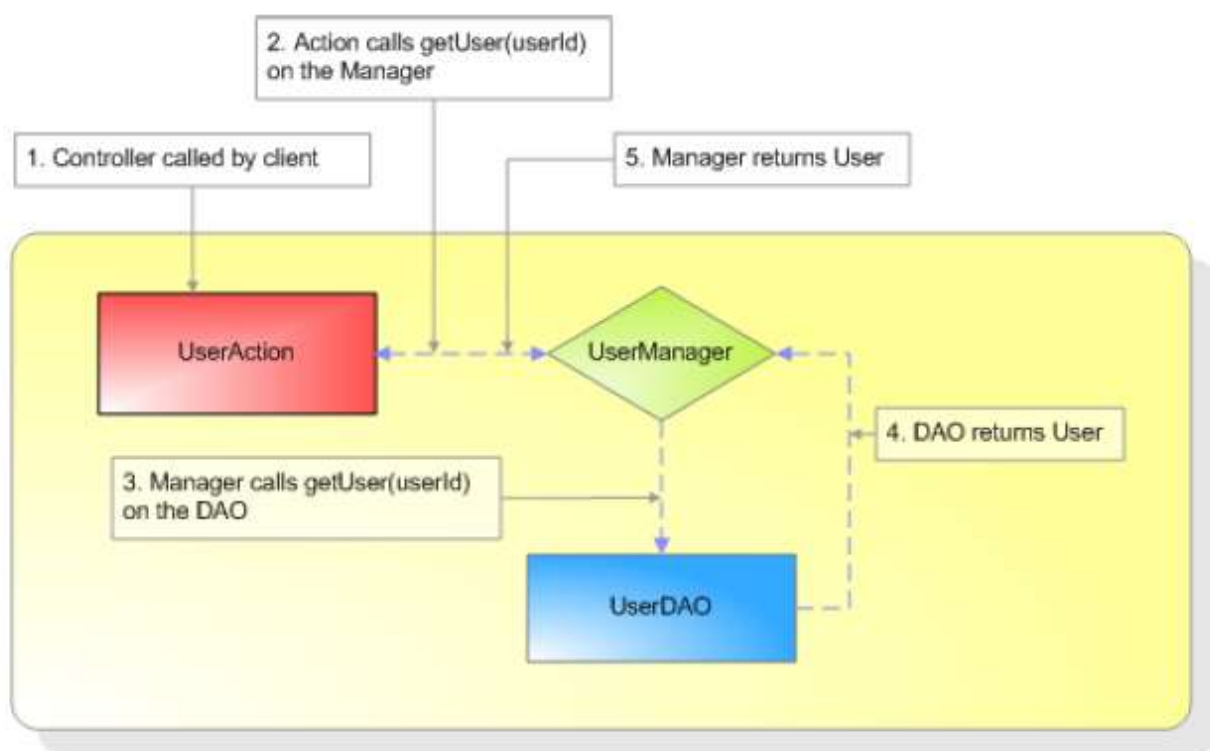 2. Action calls getUser(userId)
on the Manager
1. Controller called by client
5. Manager returns User
UserAction
UserManager
4. DAO returns User
3. Manager calls getUser(userId)
on the DAO
UserDAO